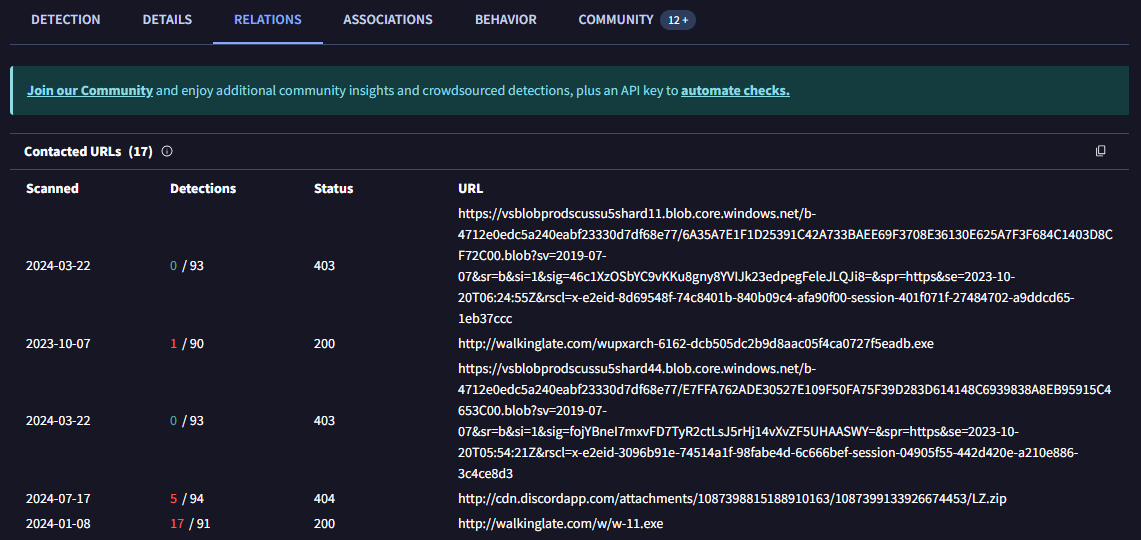 DETECTION DETAILS RELATIONS ASSOCIATIONS BEHAVIOR COMMUNITY 12 +
Join our Community and enjoy additional community insights and crowdsourced detections, plus an API key to automate checks.
Contacted URLs (17)
Scanned Detections Status URL
https://vsblobprodscussu5shard11.blob.core.windows.net/b-
4712e0edc5a240eabf23330d7df68e77/6A35A7E1F1D25391C42A733BAEE69F3708E36130E625A7F3F684C1403D8C
F72C00.blob?sv=2019-07-
2024-03-22 0 / 93 403 07&sr=b&si=1&sig=46c1XzOSbYC9vKKu8gny8YVIJk23edpegFeleJLQJi8=&spr=https&se=2023-10-
20T06:24:55Z&rscl=x-e2eid-8d69548f-74c8401b-840b09c4-afa90f00-session-401f071f-27484702-a9ddcd65-
1eb37ccc
2023-10-07 1 / 90 200 http://walkinglate.com/wupxarch-6162-dcb505dc2b9d8aac05f4ca0727f5eadb.exe
https://vsblobprodscussu5shard44.blob.core.windows.net/b-
4712e0edc5a240eabf23330d7df68e77/E7FFA762ADE30527E109F50FA75F39D283D614148C6939838A8EB95915C4
653C00.blob?sv=2019-07-
2024-03-22 0 / 93 403 07&sr=b&si=1&sig=fojYBneI7mxvFD7TyR2ctLsJ5rHj14vXvZF5UHAASWY=&spr=https&se=2023-10-
20T05:54:21Z&rscl=x-e2eid-3096b91e-74514a1f-98fabe4d-6c666bef-session-04905f55-442d420e-a210e886-
3c4ce8d3
2024-07-17 5 / 94 404 http://cdn.discordapp.com/attachments/1087398815188910163/1087399133926674453/LZ.zip
2024-01-08 17 / 91 200 http://walkinglate.com/w/w-11.exe